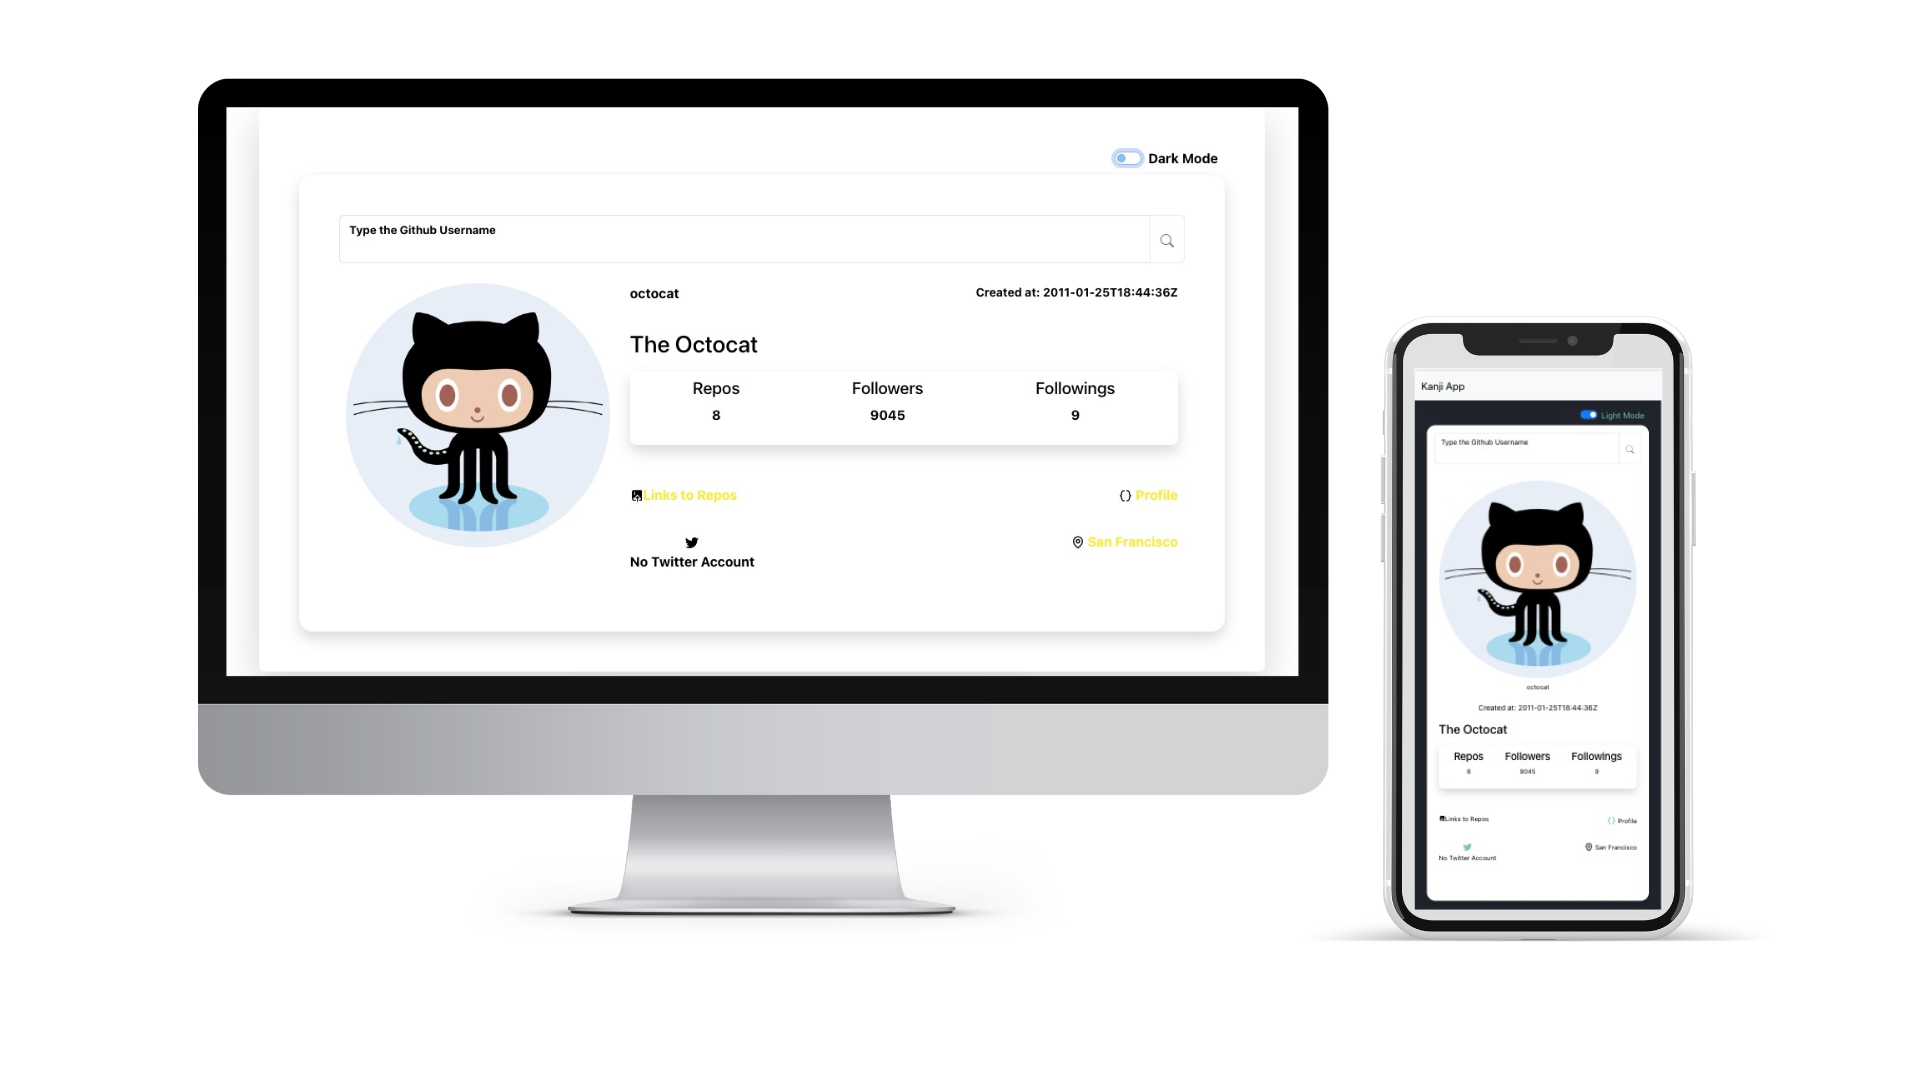 Dark Mode
Type the Github Username
octocat
Created at: 2011-01-25T18:44:36Z
The Octocat
Repos Followers Followings
8 9045 9
Links to Repos
{} Profile
San Francisco
No Twitter Account
Kanji App
Light Mode
Type the Github Username
octocat
Created at: 2011-01-25T18:44:36Z
The Octocat
Repos Followers Followings
8 9045 9
Links to Repos
{} Profile
San Francisco
No Twitter Account